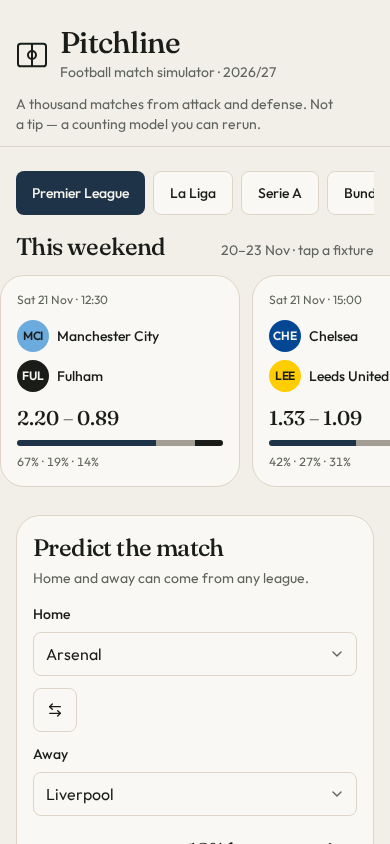 Pitchline
Football match simulator · 2026/27
A thousand matches from attack and defense. Not
a tip — a counting model you can rerun.
Premier League
La Liga
Serie A
This weekend
20–23 Nov · tap a fixture
Sat 21 Nov · 12:30
MCI Manchester City
FUL Fulham
2.20 – 0.89
67% · 19% · 14%
Sat 21 Nov · 15:00
CHE Chelsea
LEE Leeds United
1.33 – 1.09
42% · 27% · 31%
Predict the match
Home and away can come from any league.
Home
Arsenal
Away
Liverpool